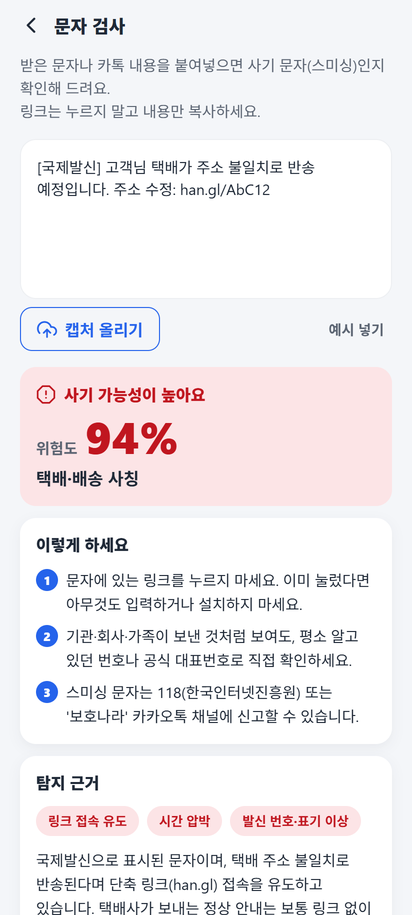 문자 검사
받은 문자나 카톡 내용을 붙여넣으면 사기 문자(스미싱)인지
확인해 드려요.
링크는 누르지 말고 내용만 복사하세요.
[국제발신] 고객님 택배가 주소 불일치로 반송
예정입니다. 주소 수정: han.gl/AbC12
캡처 올리기
예시 넣기
사기 가능성이 높아요
위험도 94%
택배·배송 사칭
이렇게 하세요
1 문자에 있는 링크를 누르지 마세요. 이미 눌렀다면
아무것도 입력하거나 설치하지 마세요.
2 기관·회사·가족이 보낸 것처럼 보여도, 평소 알고
있던 번호나 공식 대표번호로 직접 확인하세요.
3 스미싱 문자는 118(한국인터넷진흥원) 또는
'보호나라' 카카오톡 채널에 신고할 수 있습니다.
탐지 근거
링크 접속 유도
시간 압박
발신 번호·표기 이상
국제발신으로 표시된 문자이며, 택배 주소 불일치로
반송된다며 단축 링크(han.gl) 접속을 유도하고
있습니다. 택배사가 보내는 정상 안내는 보통 링크 없이